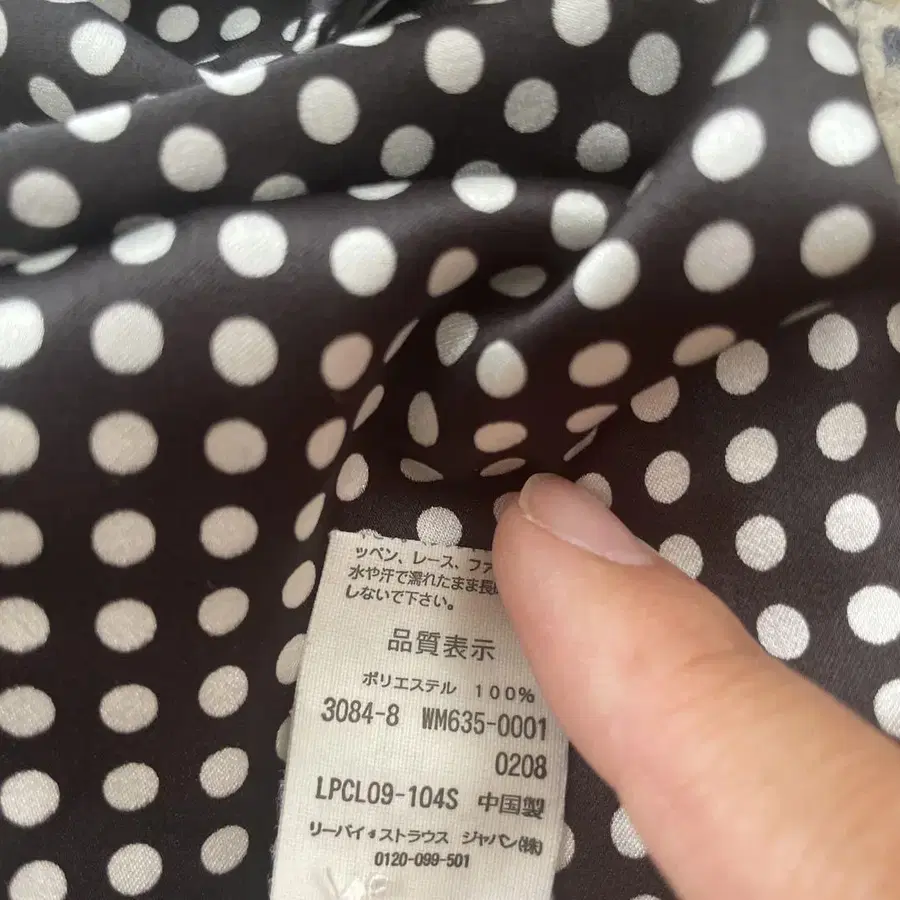 ツペン、レース、ファ
水や汗で濡れたまま長
しないで下さい。
品質表示
ポリエステル 100%
3084-8 WM635-0001
0208
LPCL09-104S 中国製
リーバイ・ストラウス ジャパン(株)
0120-099-501